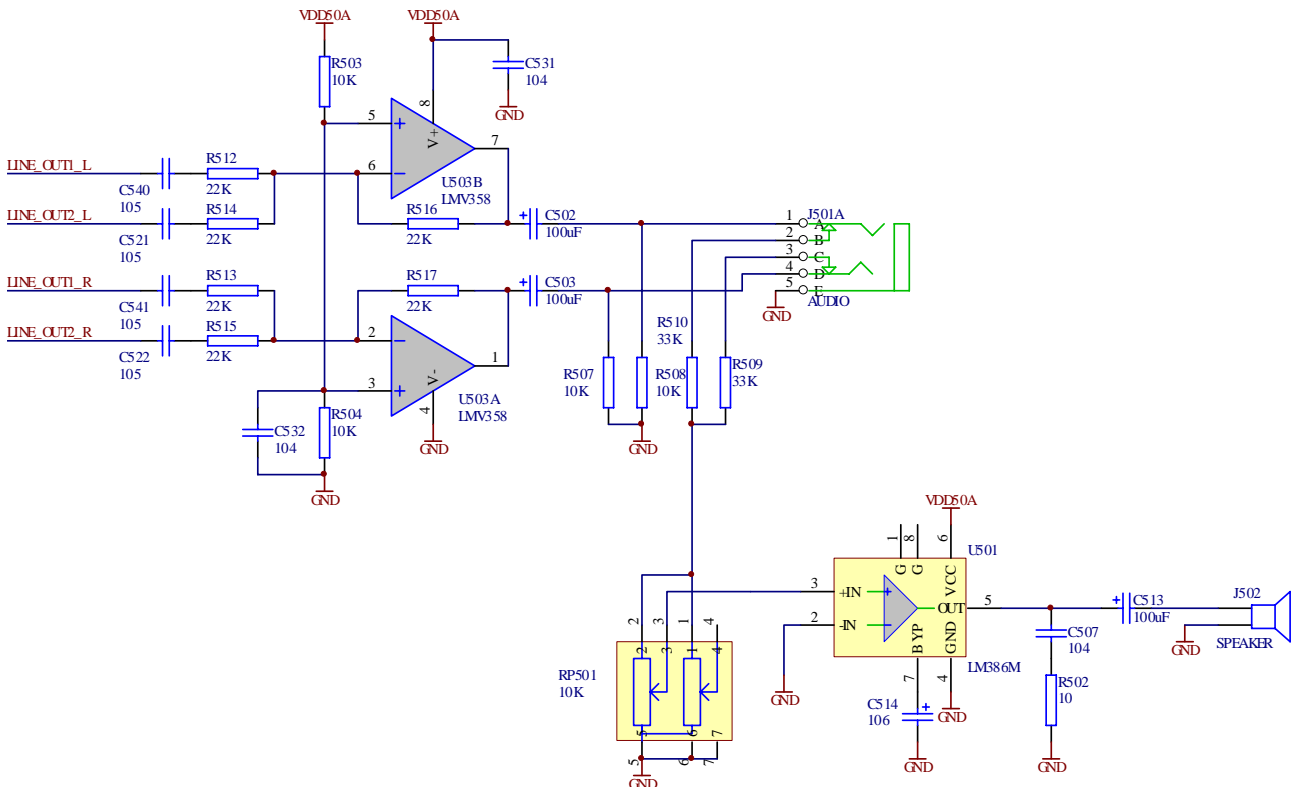 VDD50A
VDD50A
R503
10K
C531
104
GND
8
5
V+
7
6
U503B
LMV358
LINE_OUT1_L
C540
105
R512
22K
LINE_OUT2_L
C521
105
R514
22K
R516
22K
C502
100uF
1
2
3
4
5
J501A
A
B
C
D
E
AUDIO
GND
LINE_OUT1_R
C541
105
R513
22K
R517
22K
C503
100uF
LINE_OUT2_R
C522
105
R515
22K
2
1
3
V-
4
U503A
LMV358
GND
R510
33K
R509
33K
R507
10K
R508
10K
GND
C532
104
R504
10K
GND
VDD50A
1
8
6
U501
G
G
VCC
3
+IN
2
-IN
OUT
5
BYP
GND
LM386M
7
4
GND
GND
C514
106
GND
C513
100uF
J502
GND
SPEAKER
C507
104
R502
10
GND
2
3
1
4
2
3
1
4
RP501
10K
5
6
7
5
6
7
GND